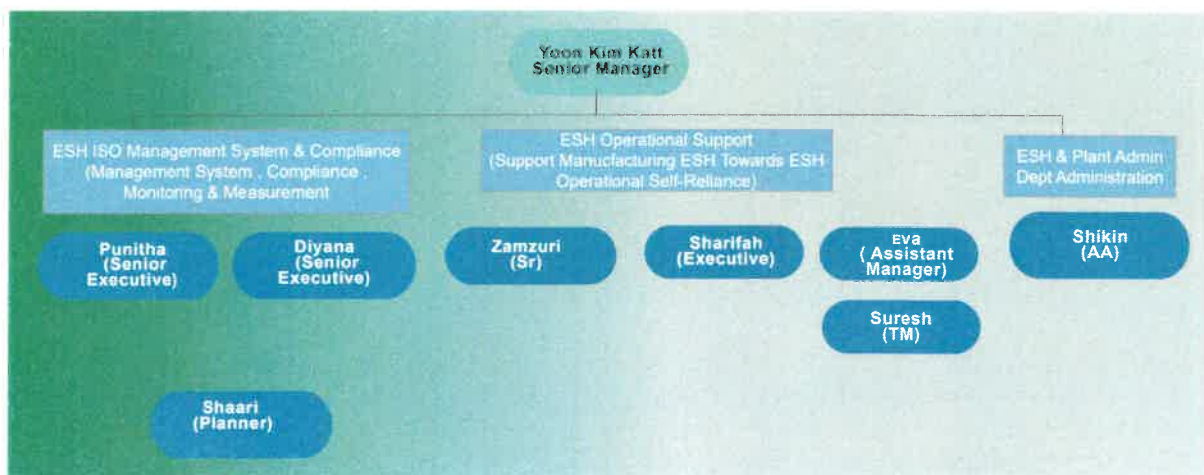 Yoon Kim Katt
Senior Manager
ESH ISO Management System & Compliance
(Management System , Compliance ,
Monitoring & Measurement
ESH Operational Support
(Support Manucfacturing ESH Towards ESH
Operational Self-Reliance)
ESH & Plant Admin
Dept Administration
Punitha
(Senior
Executive)
Diyana
(Senior
Executive)
Zamzuri
(Sr)
Sharifah
(Executive)
Eva
( Assistant
Manager)
Shikin
(AA)
Suresh
(TM)
Shaari
(Planner)